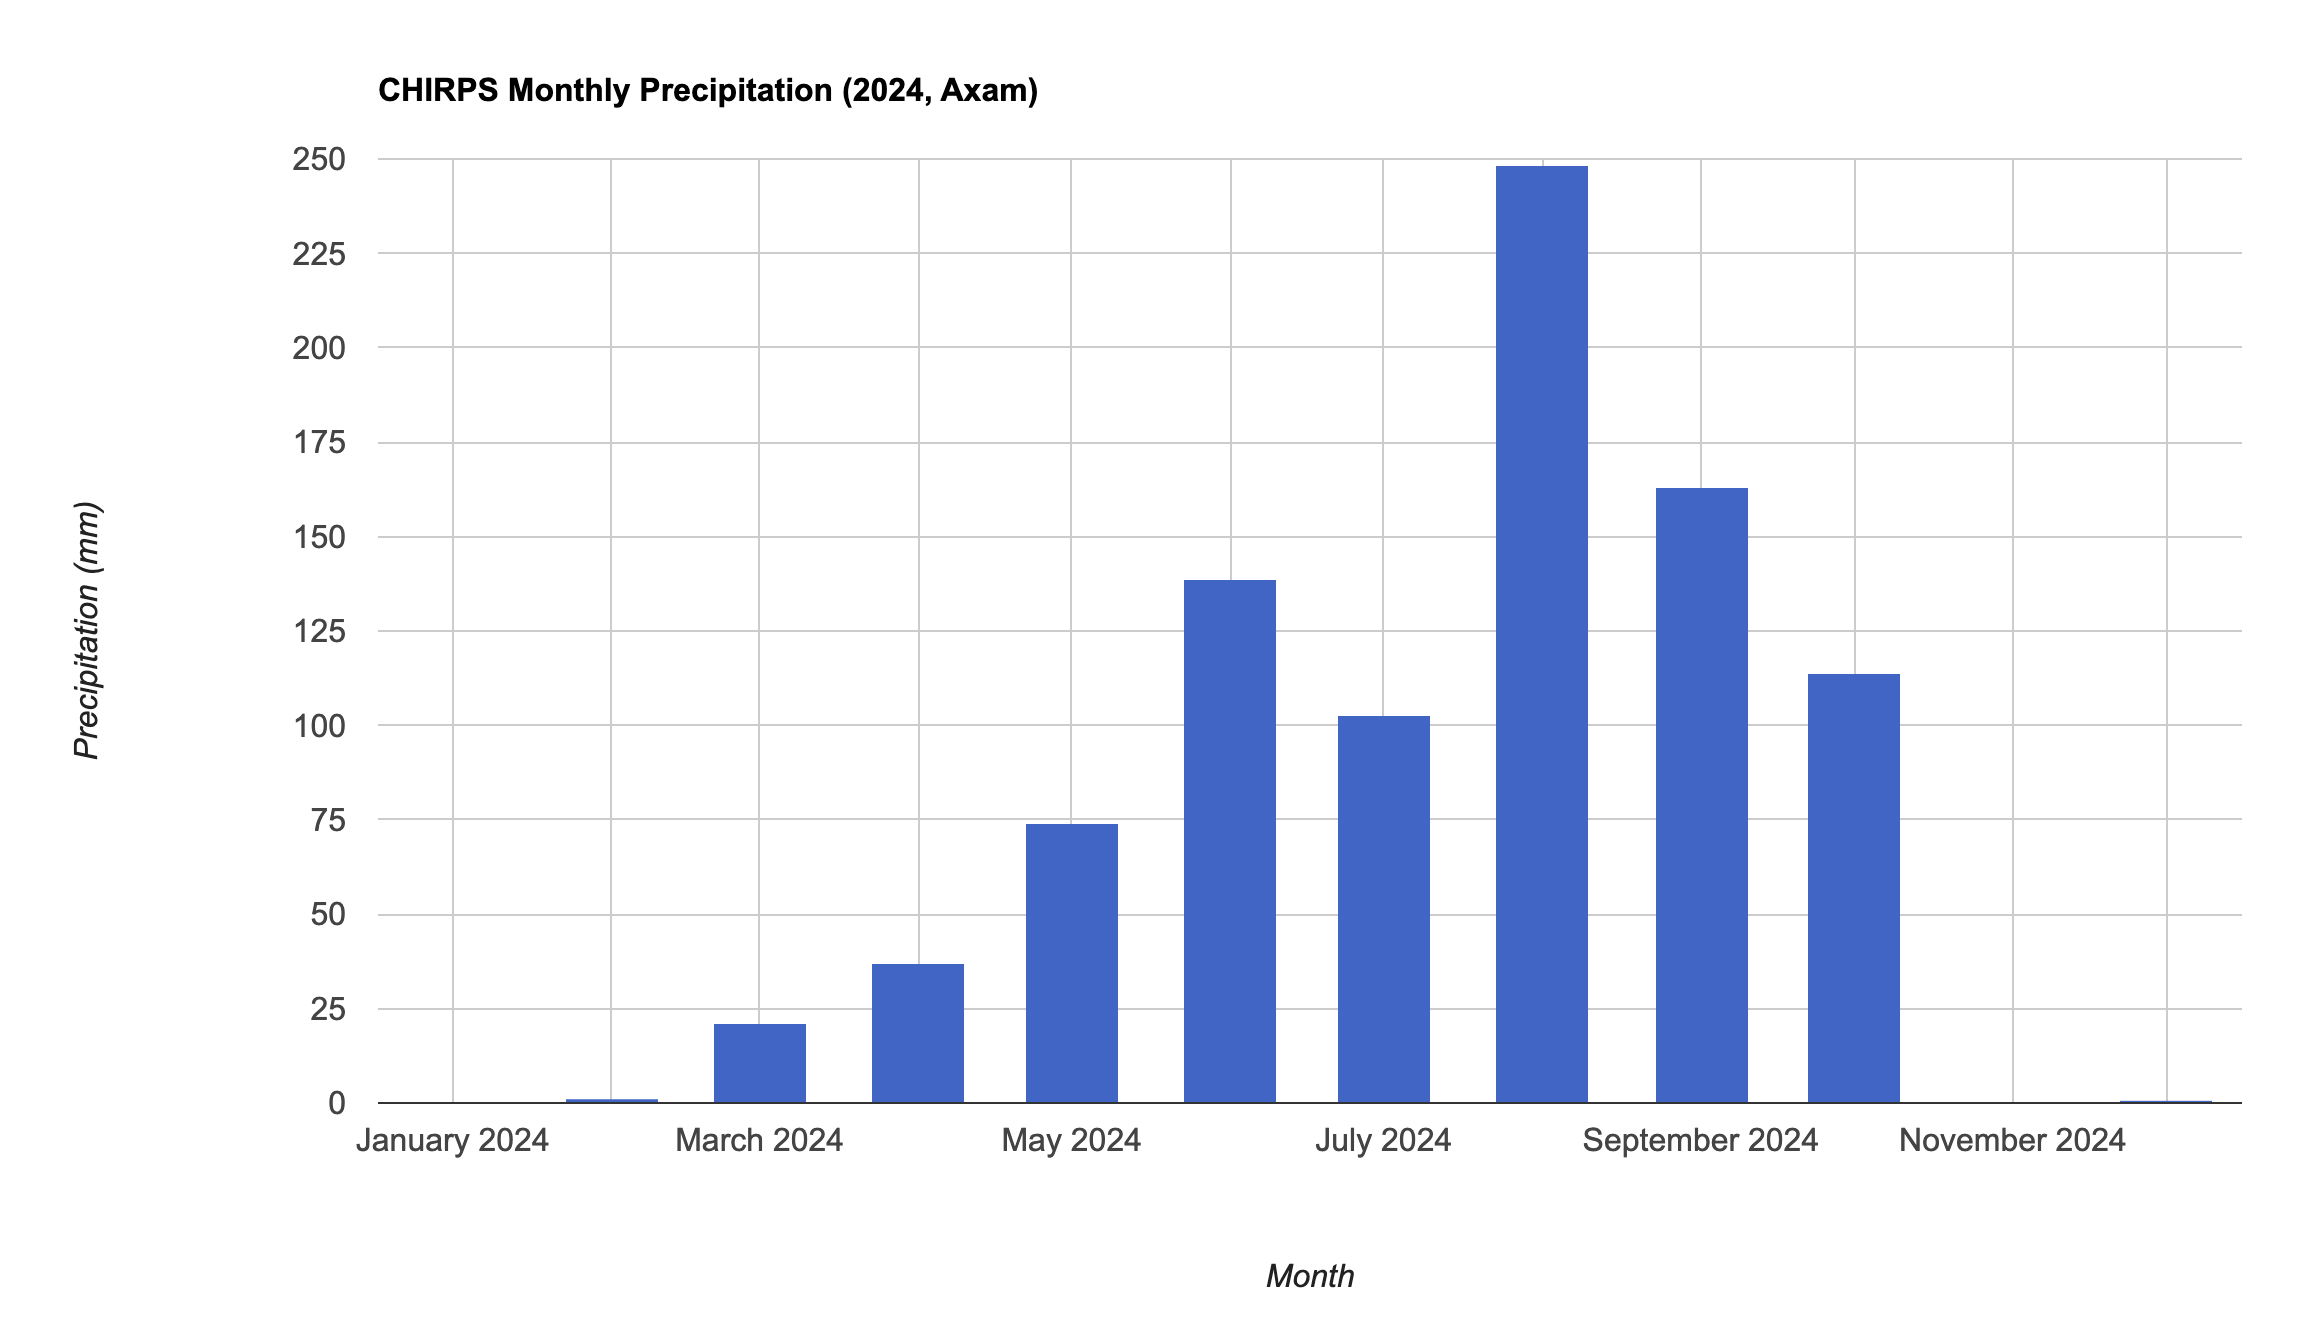 CHIRPS Monthly Precipitation (2024, Axam)
250
225
200
175
150
125
100
75
50
25
0
Precipitation (mm)
January 2024
March 2024
May 2024
July 2024
September 2024
November 2024
Month